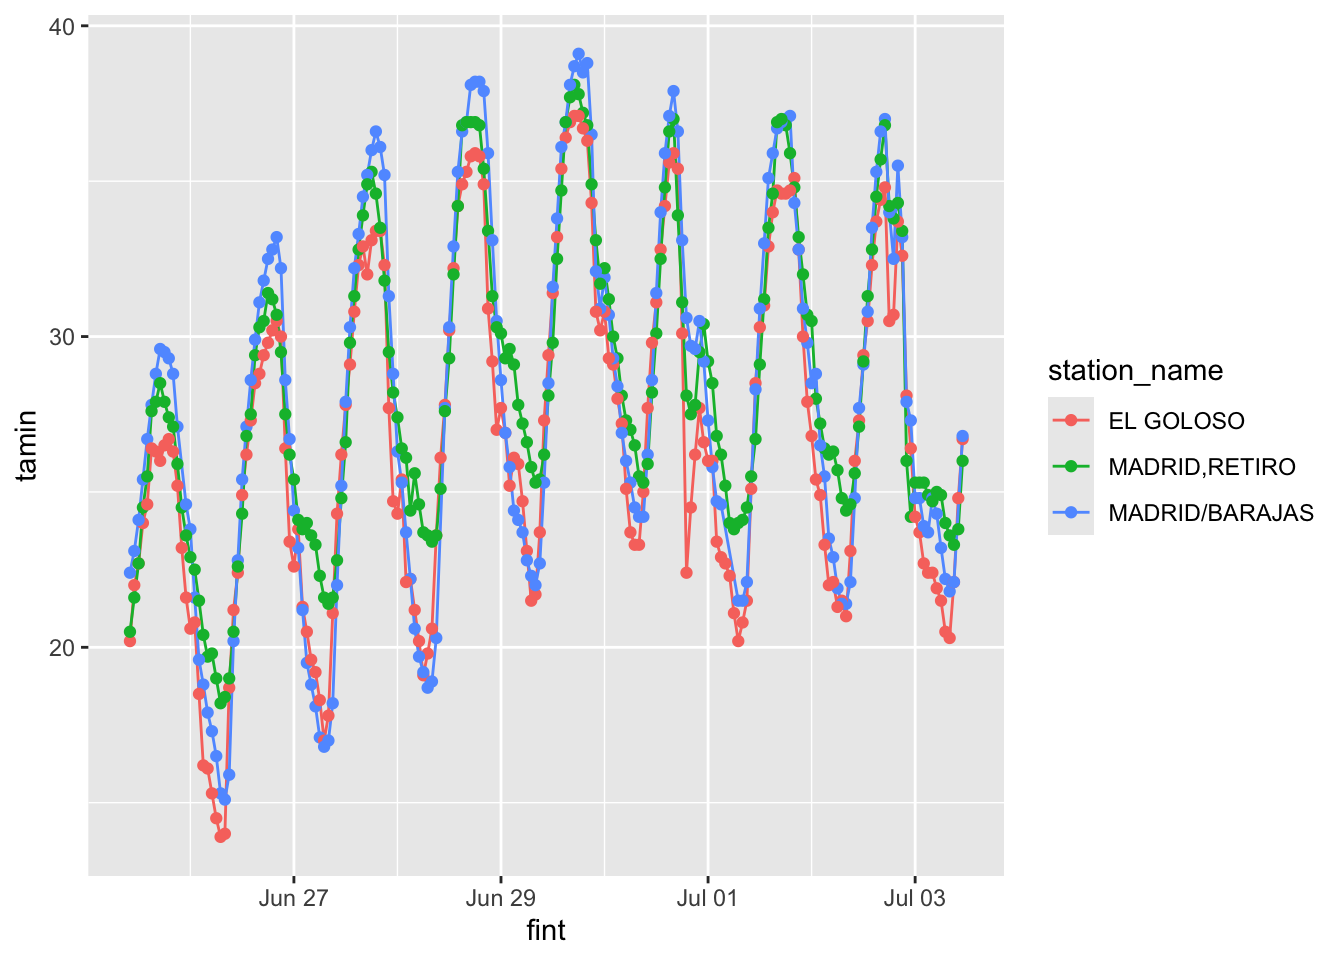 40
30
20
tamin
Jun 27
Jun 29
Jul 01
Jul 03
fint
station_name
EL GOLOSO
MADRID,RETIRO
MADRID/BARAJAS